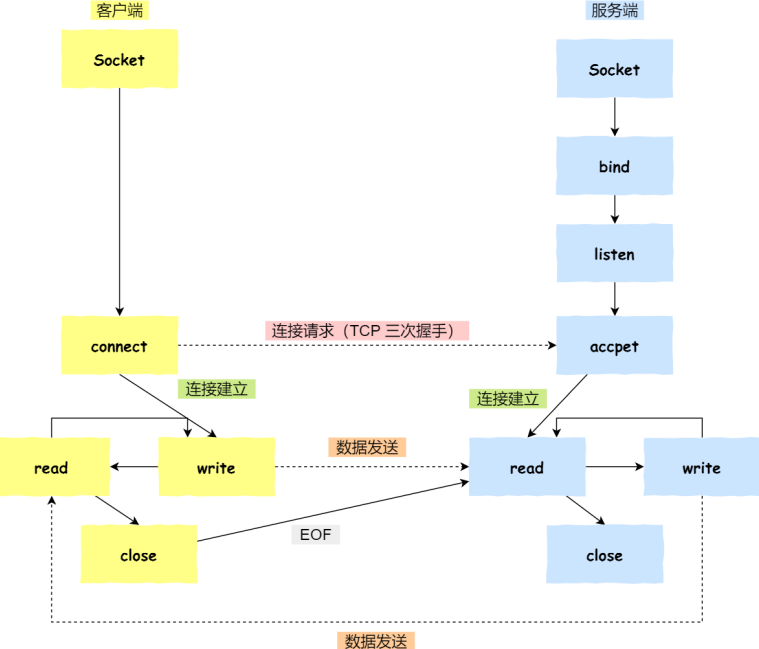 客户端
服务端
Socket
Socket
bind
listen
connect
连接请求（TCP 三次握手）
accpet
连接建立
连接建立
read
write
数据发送
read
write
close
EOF
close
数据发送